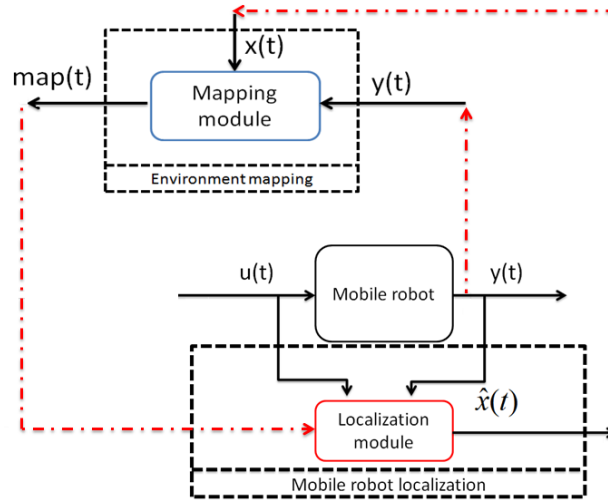 x(t)
map(t)
Mapping
module
y(t)
Environment mapping
u(t)
Mobile robot
y(t)
x̂(t)
Localization
module
Mobile robot localization